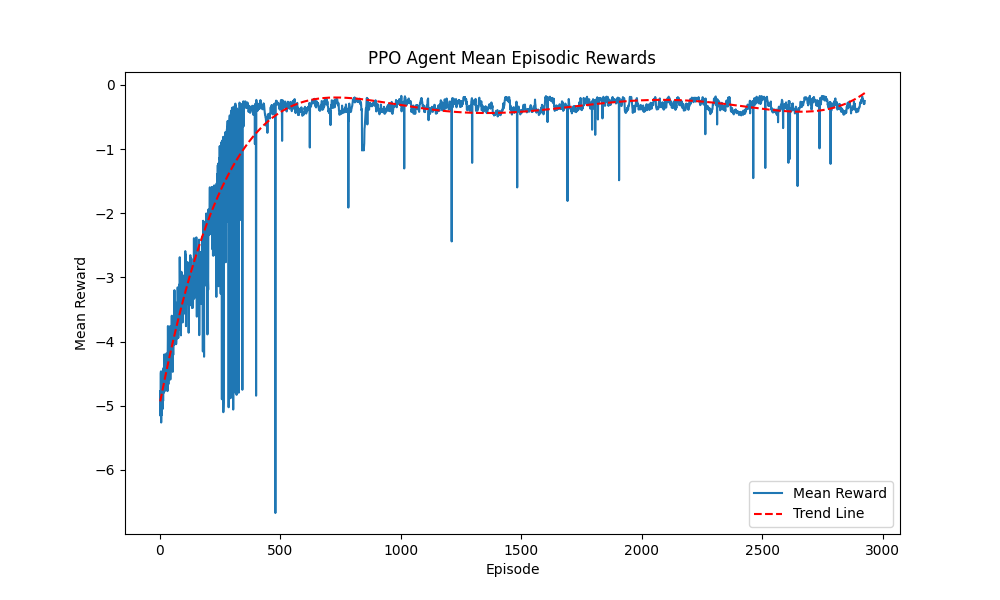 PPO Agent Mean Episodic Rewards
0
−1
−2
−3
−4
−5
−6
Mean Reward
0
500
1000
1500
2000
2500
3000
Episode
Mean Reward
Trend Line